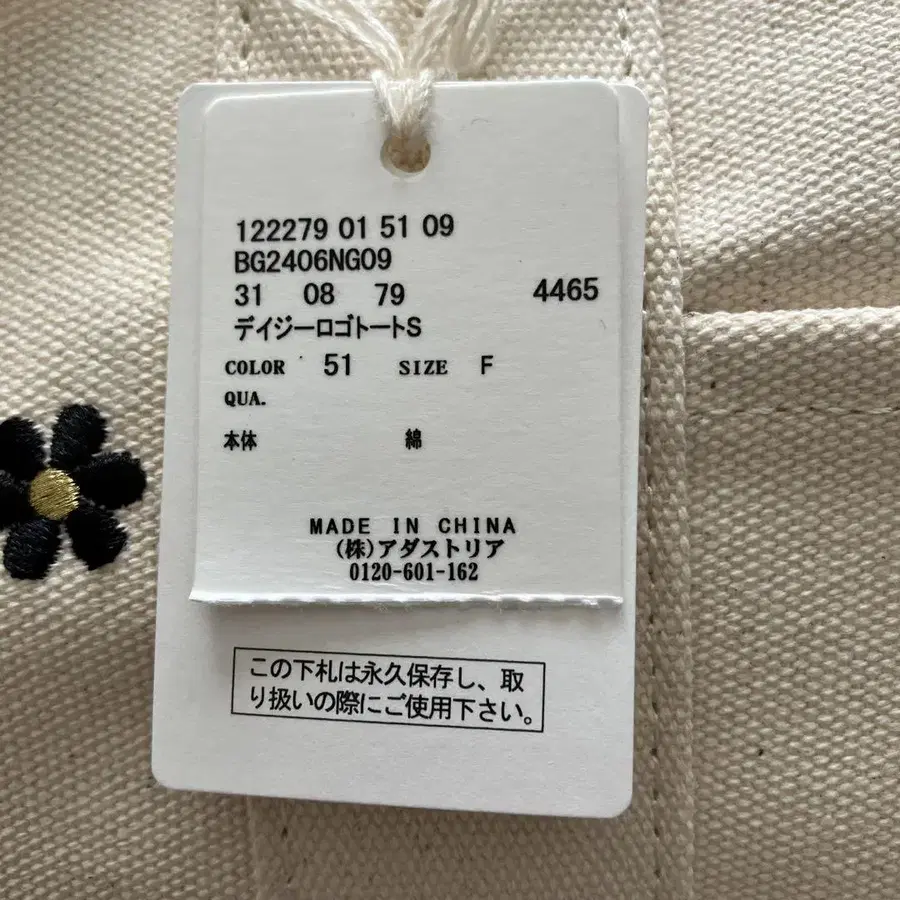 122279 01 51 09
BG2406NG09
31 08 79 4465
デイジーロゴトートS
COLOR 51 SIZE F
QUA.
本体 綿
MADE IN CHINA
(株)アダストリア
0120-601-162
この下札は永久保存し、取
り扱いの際にご使用下さい。